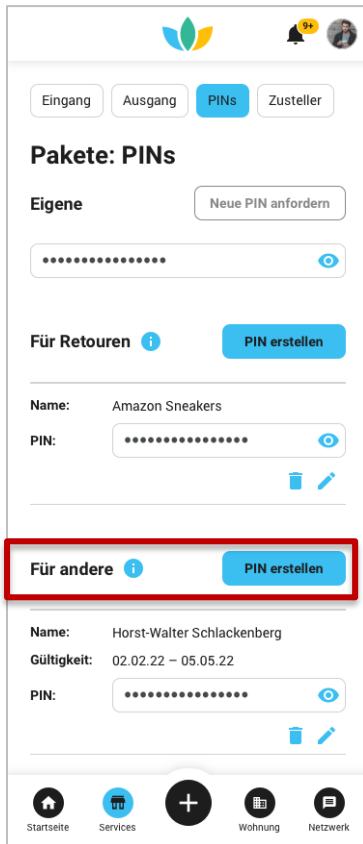 9+
Eingang Ausgang PINs Zusteller
Pakete: PINs
Eigene Neue PIN anfordern
••••••••••••••••
Für Retouren i PIN erstellen
Name: Amazon Sneakers
PIN: ••••••••••••••••
Für andere i PIN erstellen
Name: Horst-Walter Schlackenberg
Gültigkeit: 02.02.22 – 05.05.22
PIN: ••••••••••••••••
Startseite Services Wohnung Netzwerk